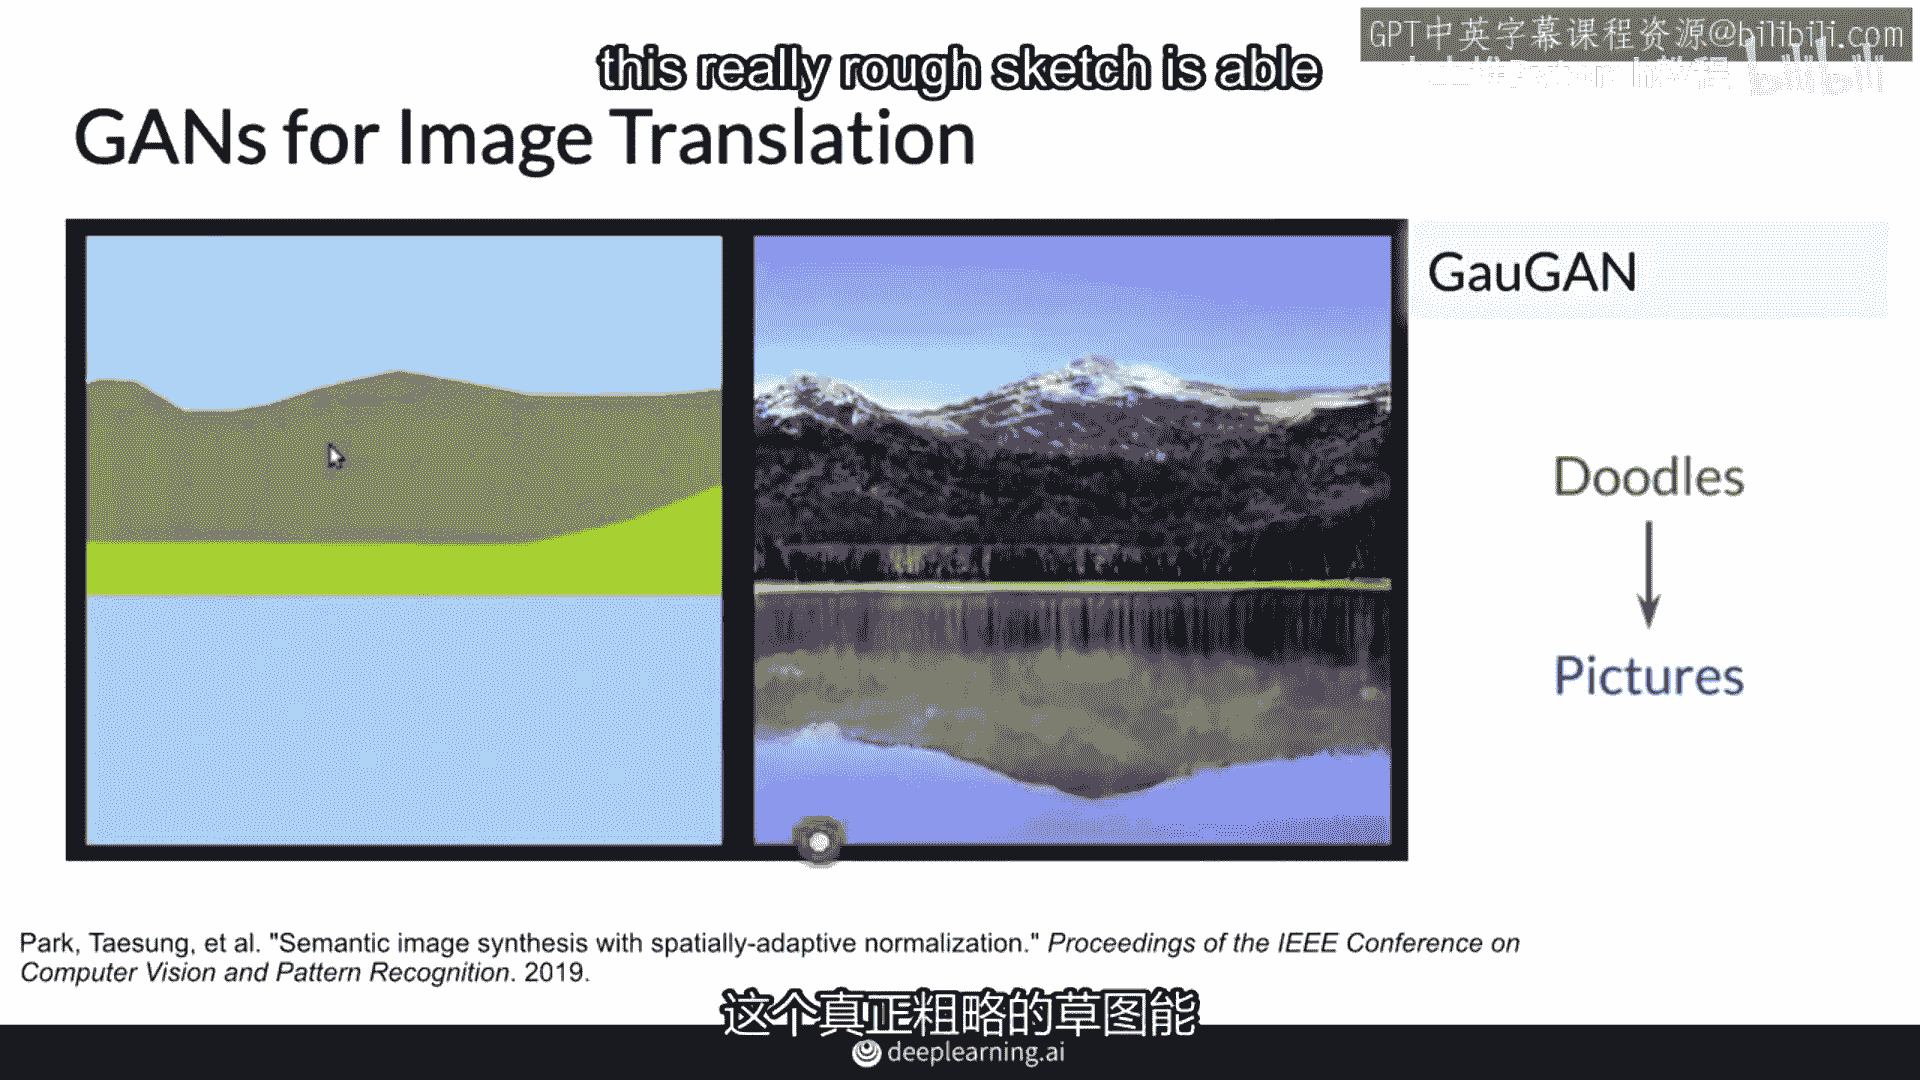 GPT中英字幕课程资源@bilibili.com
this really rough sketch is able
GANs for Image Translation
GauGAN
Doodles
Pictures
Park, Taesung, et al. "Semantic image synthesis with spatially-adaptive normalization." Proceedings of the IEEE Conference on
Computer Vision and Pattern Recognition. 2019.
这个真正粗略的草图能
deeplearning.ai